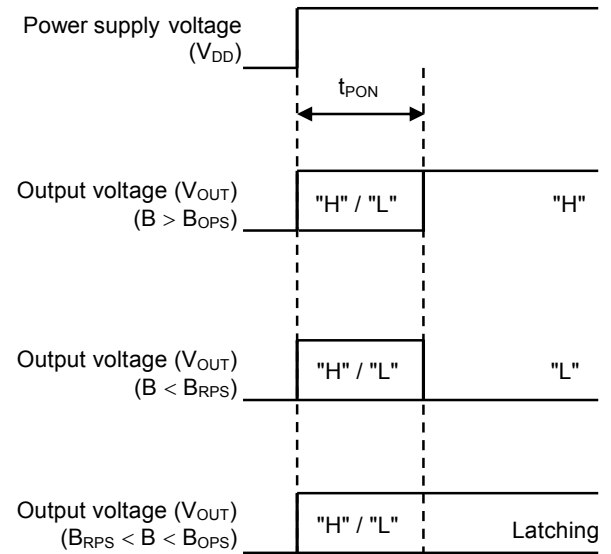 Power supply voltage
(VDD)
tPON
Output voltage (VOUT)
(B > BOPS)
"H" / "L"
"H"
Output voltage (VOUT)
(B < BRPS)
"H" / "L"
"L"
Output voltage (VOUT)
(BRPS < B < BOPS)
"H" / "L"
Latching